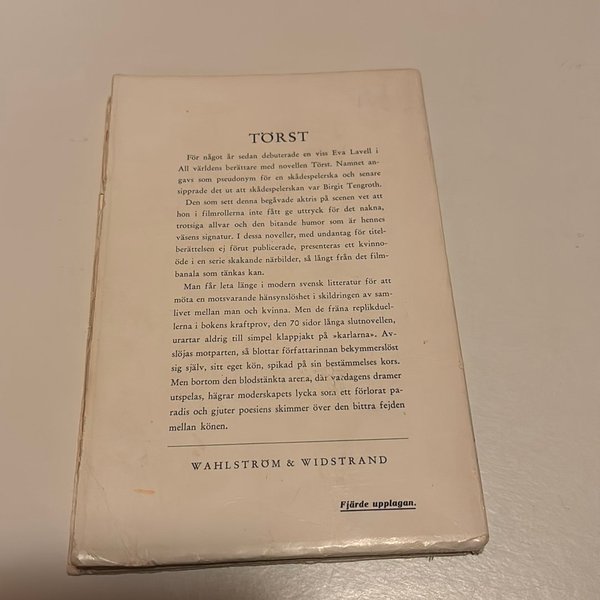 TÖRST
För något år sedan debuterade en viss Eva Lavell i
All världens berättare med novellen Törst. Namnet an-
gavs som pseudonym för en skådespelerska och senare
sipprade det ut att skådespelerskan var Birgit Tengroth.
Den som sett denna begåvade aktris på scenen vet att
hon i filmrollerna inte fått ge uttryck för det nakna,
trotsiga allvar och den bitande humor som är hennes
väsens signatur. I dessa noveller, med undantag för titel-
berättelsen ej förut publicerade, presenteras ett kvinno-
öde i en serie skakande närbilder, så långt från det film-
banala som tänkas kan.
Man får leta länge i modern svensk litteratur för att
möta en motsvarande hänsynslöshet i skildringen av sam-
livet mellan man och kvinna. Men de fräna replikduel-
lerna i bokens kraftprov, den 70 sidor långa slutnovellen,
urartar aldrig till simpel klappjakt på »karlarna». Av-
slöjas motparten, så blottar författarinnan bekymmerslöst
sig själv, sitt eget kön, spikad på sin bestämmelses kors.
Men bortom den blodstänkta arena, där vardagens dramer
utspelas, hägrar moderskapets lycka som ett förlorat pa-
radis och gjuter poesiens skimmer över den bittra fejden
mellan könen.
WAHLSTRÖM & WIDSTRAND
Fjärde upplagan.